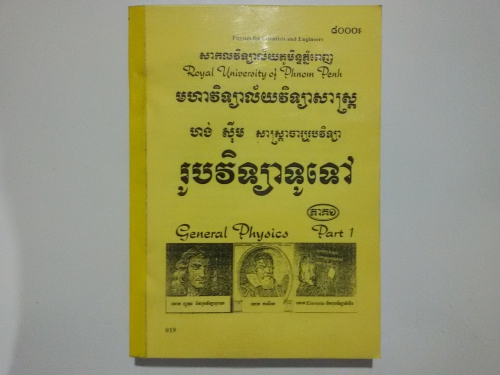 ៨០០០៛
Physics for Scientists and Engineers
សាកលវិទ្យាល័យភូមិន្ទភ្នំពេញ
Royal University of Phnom Penh
មហាវិទ្យាល័យវិទ្យាសាស្ត្រ
ហង់ ស៊ីម សាស្ត្រាចារ្យរូបវិទ្យា
រូបវិទ្យាទូទៅ
ភាគ១
General Physics Part 1